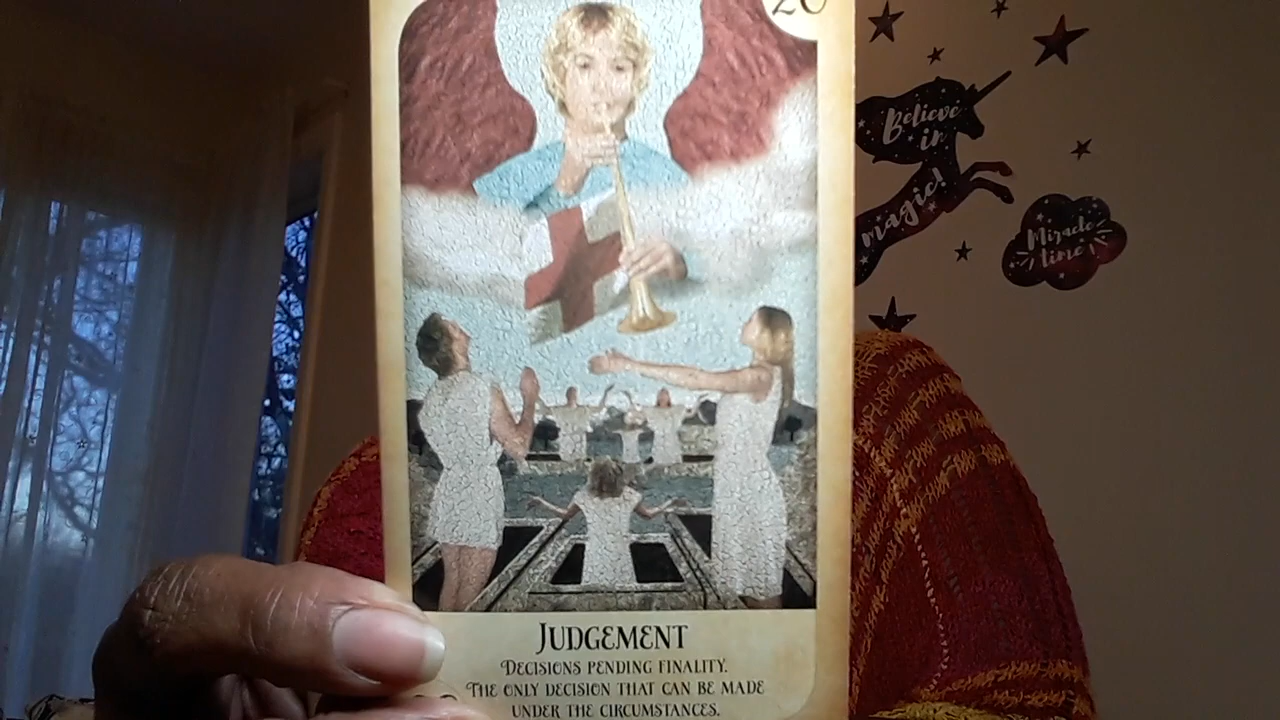 20
Believe
in
magic!
Miracle
time
JUDGEMENT
DECISIONS PENDING FINALITY.
THE ONLY DECISION THAT CAN BE MADE
UNDER THE CIRCUMSTANCES.